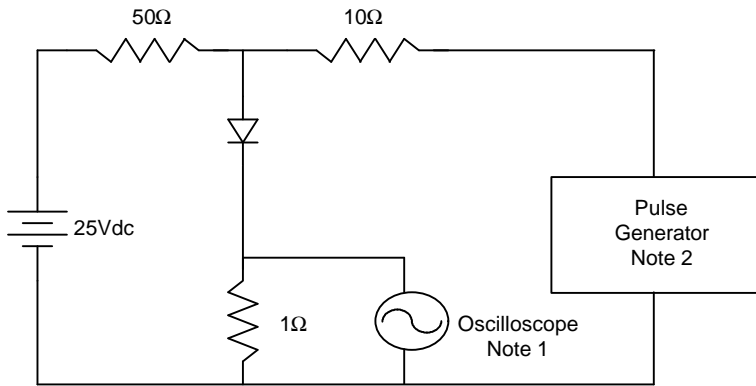 50Ω
10Ω
25Vdc
Pulse
Generator
Note 2
1Ω
Oscilloscope
Note 1